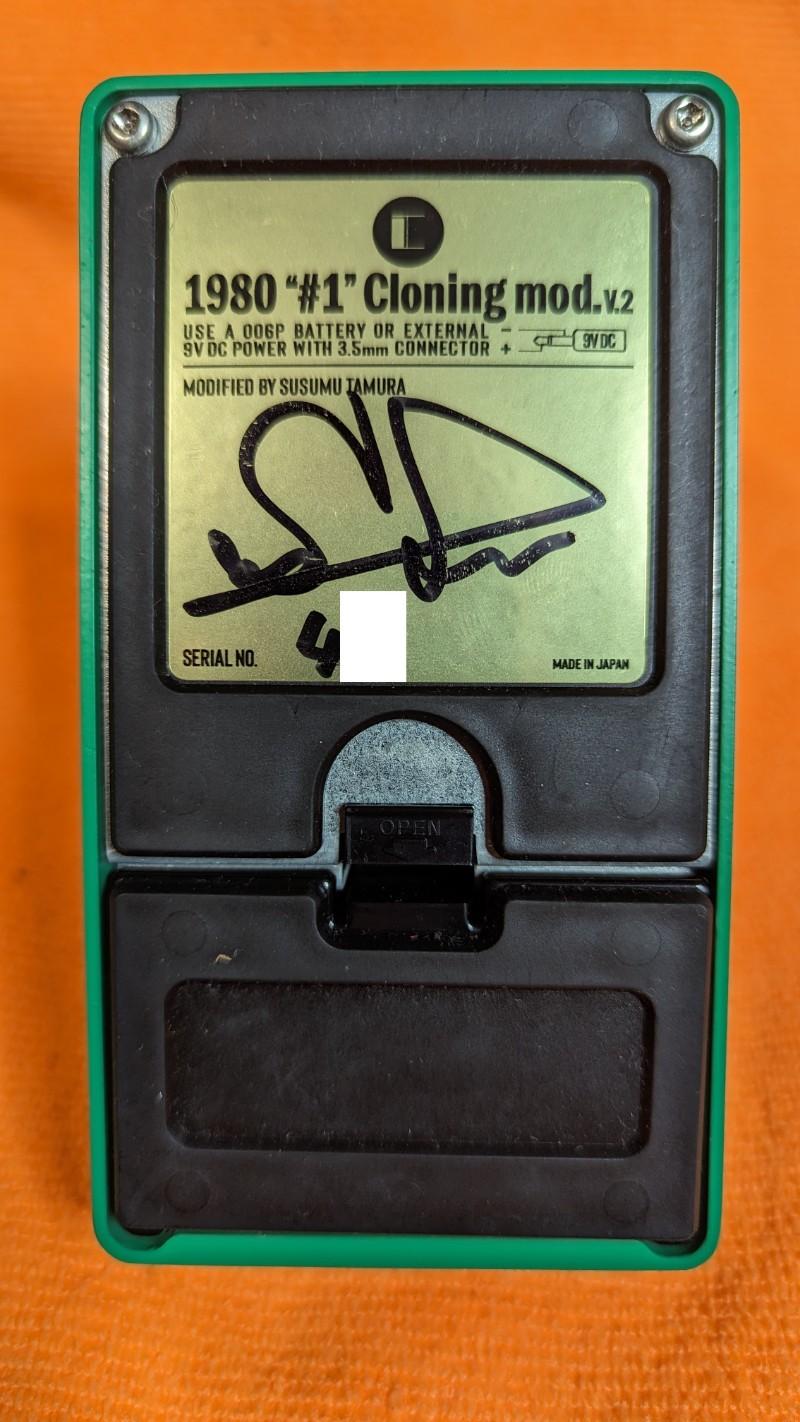 1980 “#1” Cloning mod.V.2
USE A 006P BATTERY OR EXTERNAL -
9V DC POWER WITH 3.5mm CONNECTOR + 9V DC
MODIFIED BY SUSUMU TAMURA
SERIAL NO.
MADE IN JAPAN
OPEN